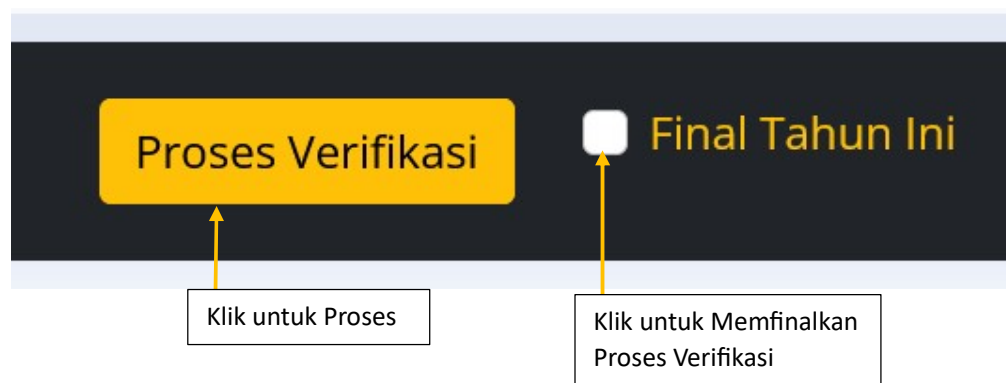 Proses Verifikasi
Final Tahun Ini
Klik untuk Proses
Klik untuk Memfinalkan
Proses Verifikasi